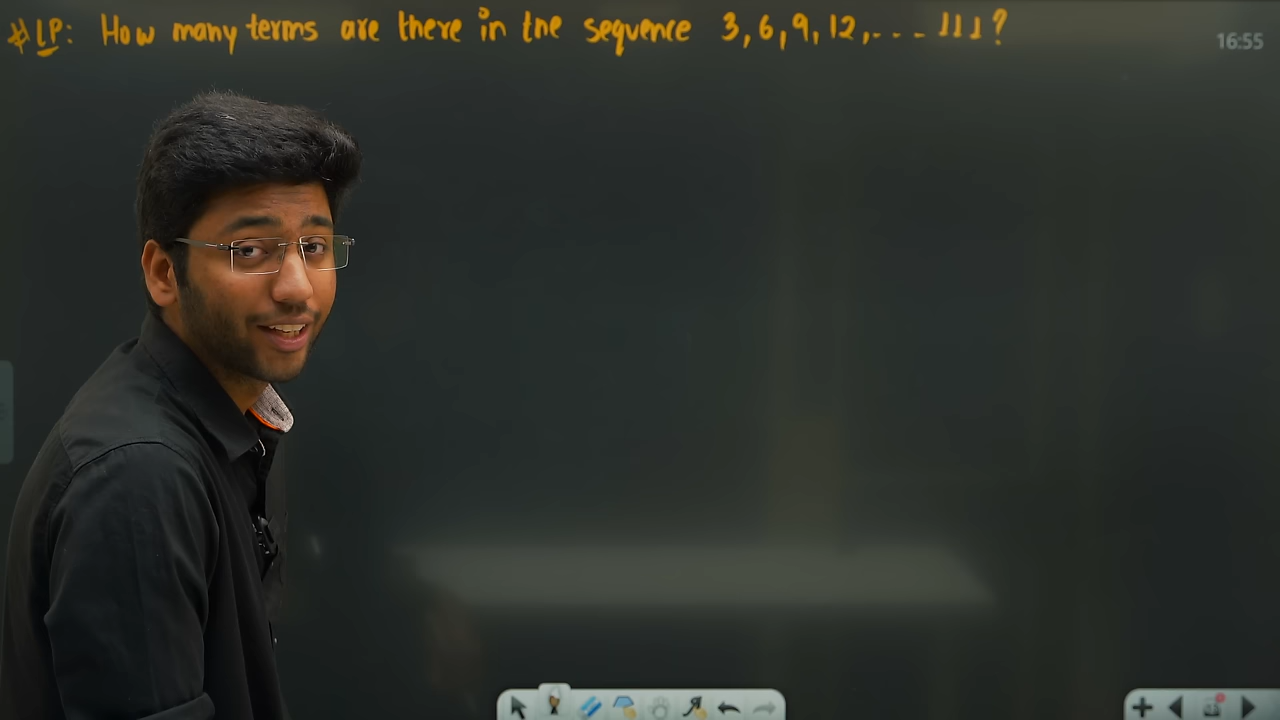 # LP: How many terms are there in the sequence 3, 6, 9, 12, . . . 111 ?
16:55